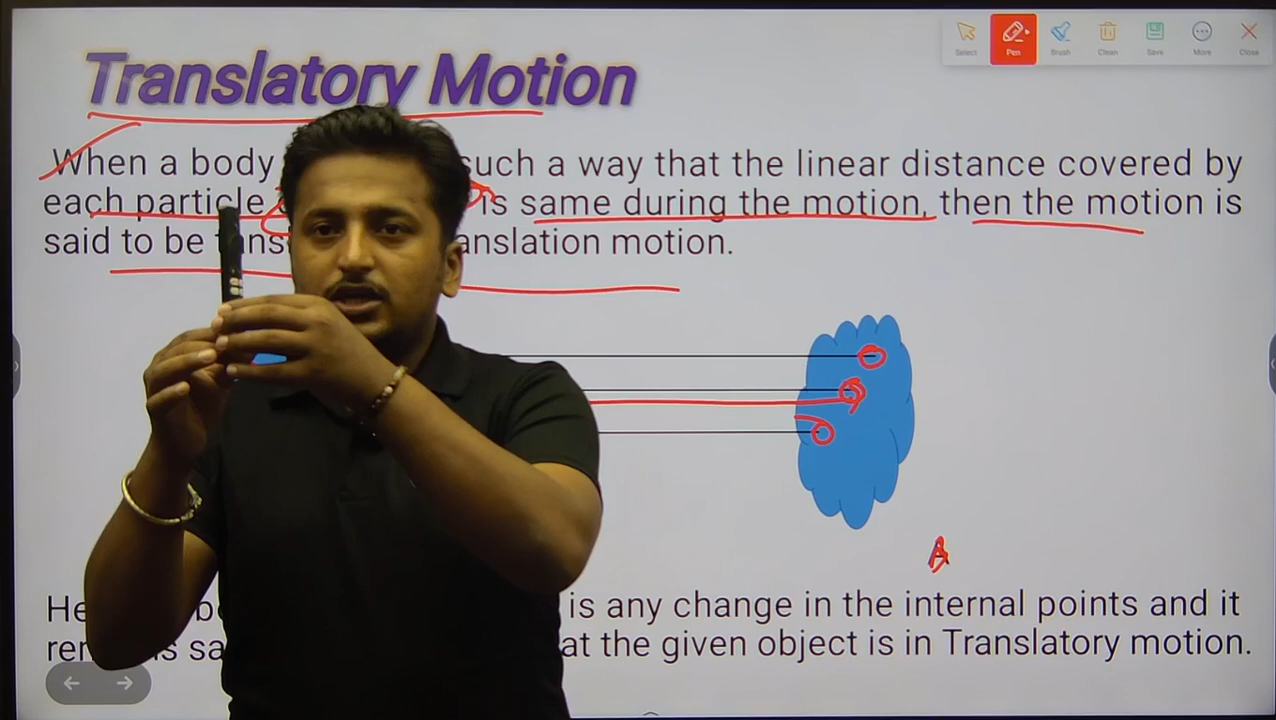 Translatory Motion
Select Pen Brush Clean Save More Close
When a body such a way that the linear distance covered by
each particle is same during the motion, then the motion is
said to be translation motion.
A
is any change in the internal points and it
at the given object is in Translatory motion.